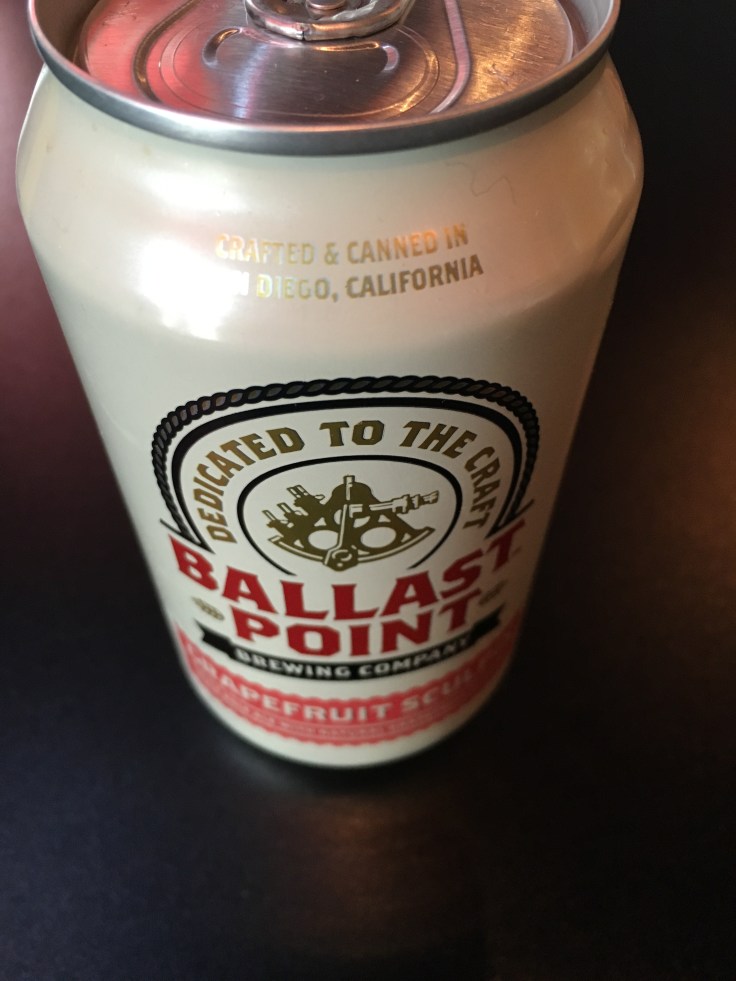 CRAFTED & CANNED IN
DIEGO, CALIFORNIA
DEDICATED TO THE CRAFT
BALLAST
POINT
BREWING COMPANY
GRAPEFRUIT